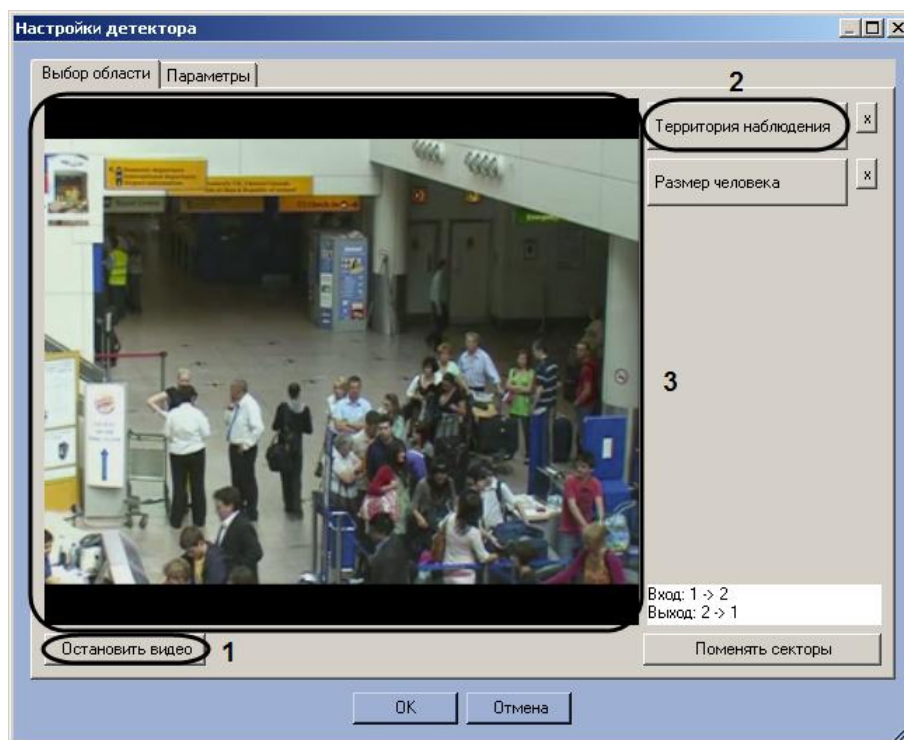 Настройки детектора
Выбор области Параметры
2
Территория наблюдения x
Размер человека x
3
Вход: 1 -> 2
Выход: 2 -> 1
Остановить видео 1 Поменять секторы
OK Отмена